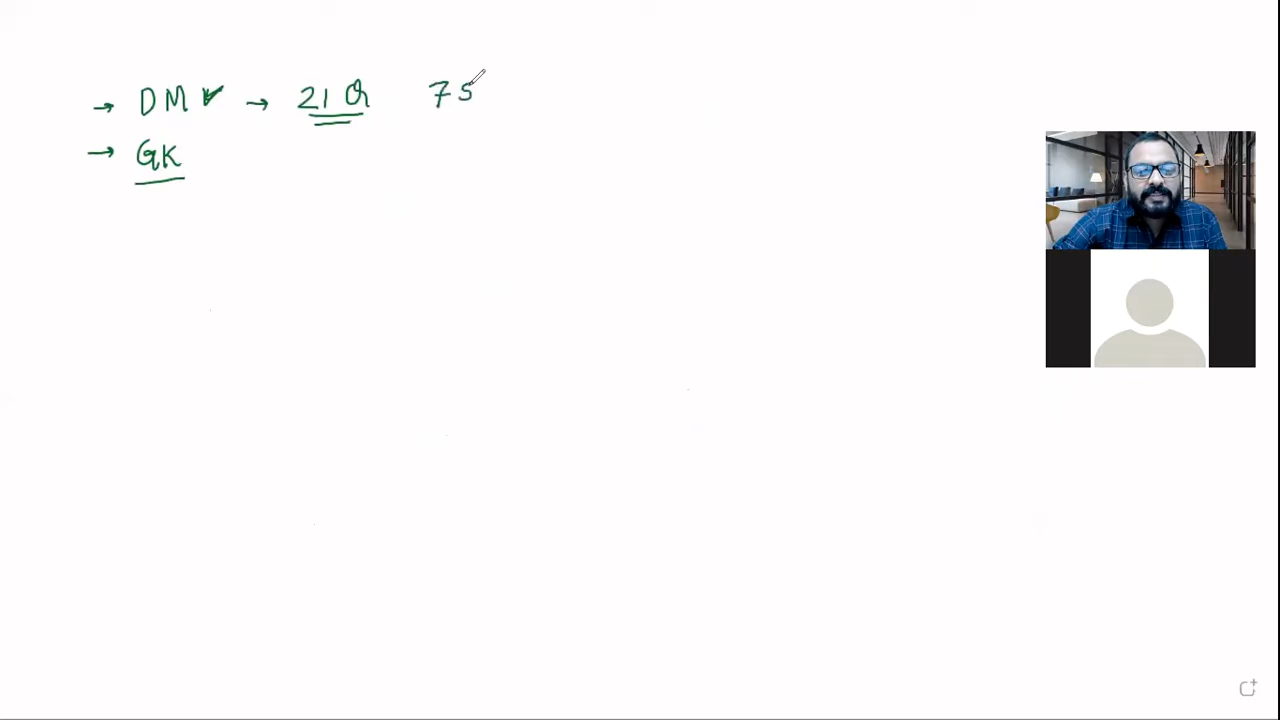 → DM ✓ → 21 Q 75
→ GK